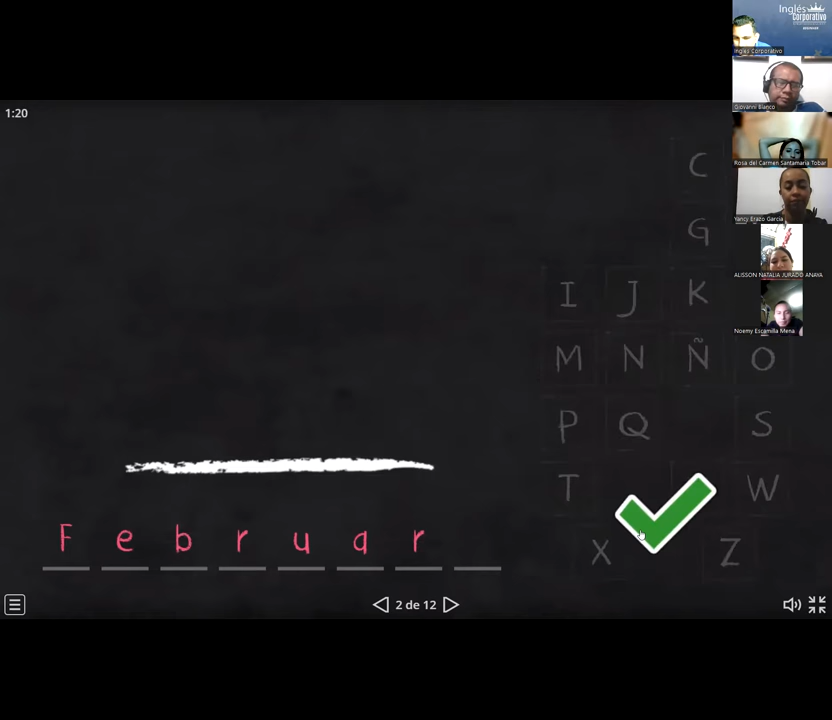 1:20
Inglés
Corporativo
Inglés Corporativo
Giovanni Bianco
Rosa del Carmen Santamaria Tobar
Yancy Erazo Garcia
ALISSON NATALIA JURADO ANAYA
Noemy Escamilla Mena
C
G
I J K
M N Ñ O
P Q S
T W
X Z
F e b r u a r
2 de 12